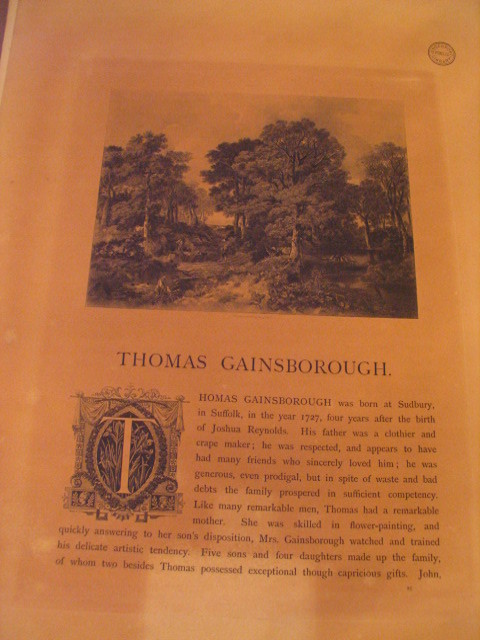 THOMAS GAINSBOROUGH.
THOMAS GAINSBOROUGH was born at Sudbury,
in Suffolk, in the year 1727, four years after the birth
of Joshua Reynolds. His father was a clothier and
crape maker; he was respected, and appears to have
had many friends who sincerely loved him; he was
generous, even prodigal, but in spite of waste and bad
debts the family prospered in sufficient competency.
Like many remarkable men, Thomas had a remarkable
mother. She was skilled in flower-painting, and
quickly answering to her son's disposition, Mrs. Gainsborough watched and trained
his delicate artistic tendency. Five sons and four daughters made up the family,
of whom two besides Thomas possessed exceptional though capricious gifts. John,